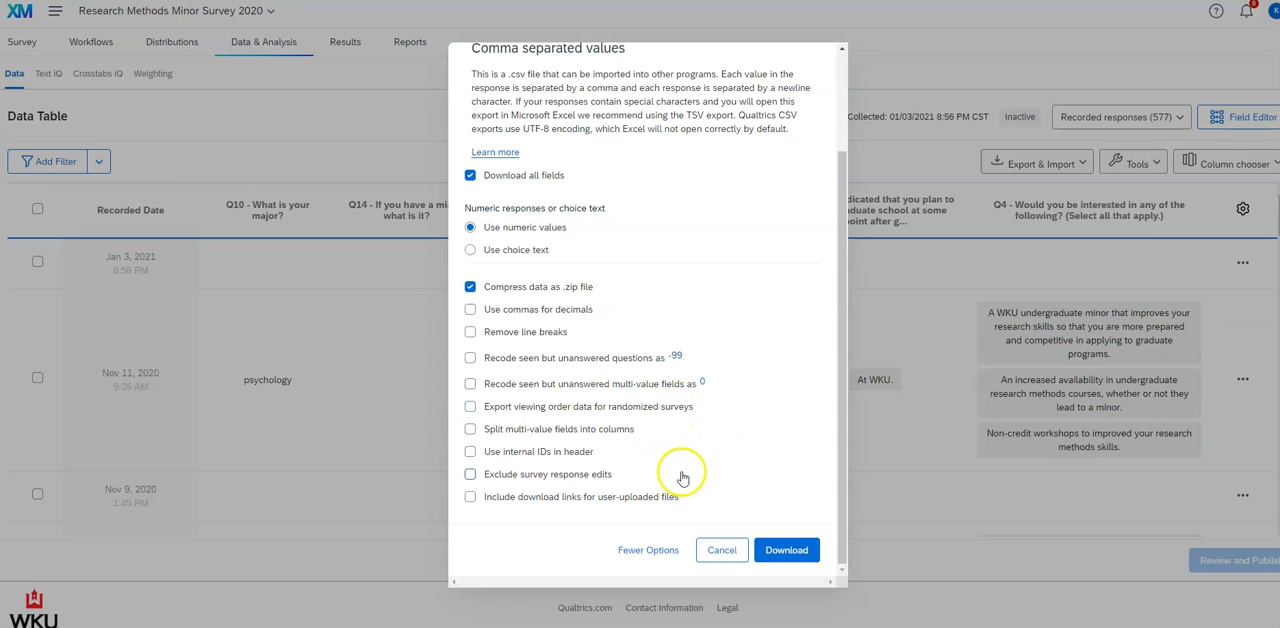 XM
Research Methods Minor Survey 2020
6
Survey
Workflows
Distributions
Data & Analysis
Results
Reports
Data
Text iQ
Crosstabs iQ
Weighting
Data Table
Collected: 01/03/2021 8:56 PM CST
Inactive
Recorded responses (577)
Field Editor
Add Filter
Export & Import
Tools
Column chooser
Recorded Date
Q10 - What is your
major?
Q14 - If you have a
what is it?
dicated that you plan to
duate school at some
point after g...
Q4 - Would you be interested in any of the
following? (Select all that apply.)
Jan 3, 2021
8:56 PM
Nov 11, 2020
9:26 AM
psychology
At WKU.
A WKU undergraduate minor that improves your
research skills so that you are more prepared
and competitive in applying to graduate
programs.
An increased availability in undergraduate
research methods courses, whether or not they
lead to a minor.
Non-credit workshops to improved your research
methods skills.
Nov 9, 2020
1:45 PM
Comma separated values
This is a .csv file that can be imported into other programs. Each value in the
response is separated by a comma and each response is separated by a newline
character. If your responses contain special characters and you will open this
export in Microsoft Excel we recommend using the TSV export. Qualtrics CSV
exports use UTF-8 encoding, which Excel will not open correctly by default.
Learn more
Download all fields
Numeric responses or choice text
Use numeric values
Use choice text
Compress data as .zip file
Use commas for decimals
Remove line breaks
Recode seen but unanswered questions as -99
Recode seen but unanswered multi-value fields as 0
Export viewing order data for randomized surveys
Split multi-value fields into columns
Use internal IDs in header
Exclude survey response edits
Include download links for user-uploaded files
Fewer Options
Cancel
Download
Review and Publis
WKU
Qualtrics.com
Contact Information
Legal